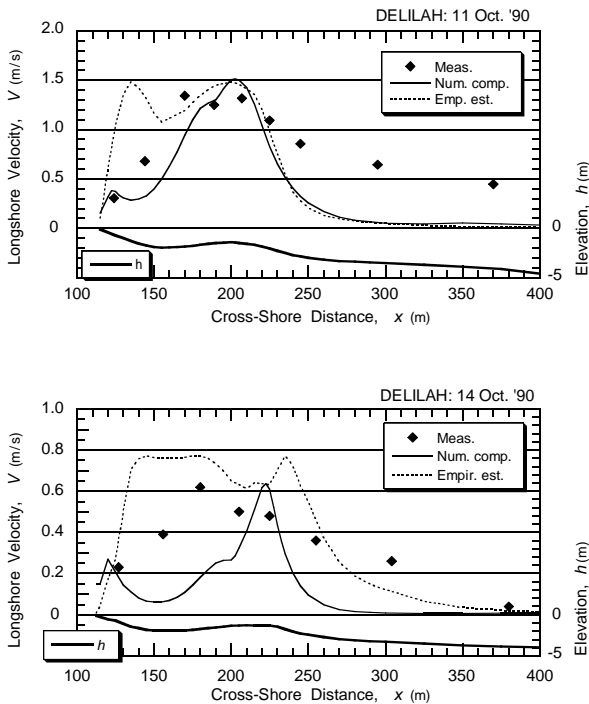 DELILAH: 11 Oct. '90
2.0
1.5
1.0
0.5
0
Longshore Velocity, V (m/s)
Meas.
Num. comp.
Emp. est.
h
0
-5
Elevation, h (m)
100 150 200 250 300 350 400
Cross-Shore Distance, x (m)
DELILAH: 14 Oct. '90
1.0
0.8
0.6
0.4
0.2
0
Longshore Velocity, V (m/s)
Meas.
Num. comp.
Empir. est.
h
0
-5
Elevation, h (m)
100 150 200 250 300 350 400
Cross-Shore Distance, x (m)